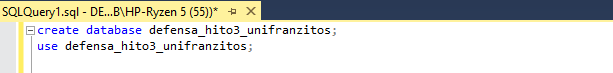 SQLQuery1.sql - DE...B\HP-Ryzen 5 (55))*
create database defensa_hito3_unifranzitos;
use defensa_hito3_unifranzitos;